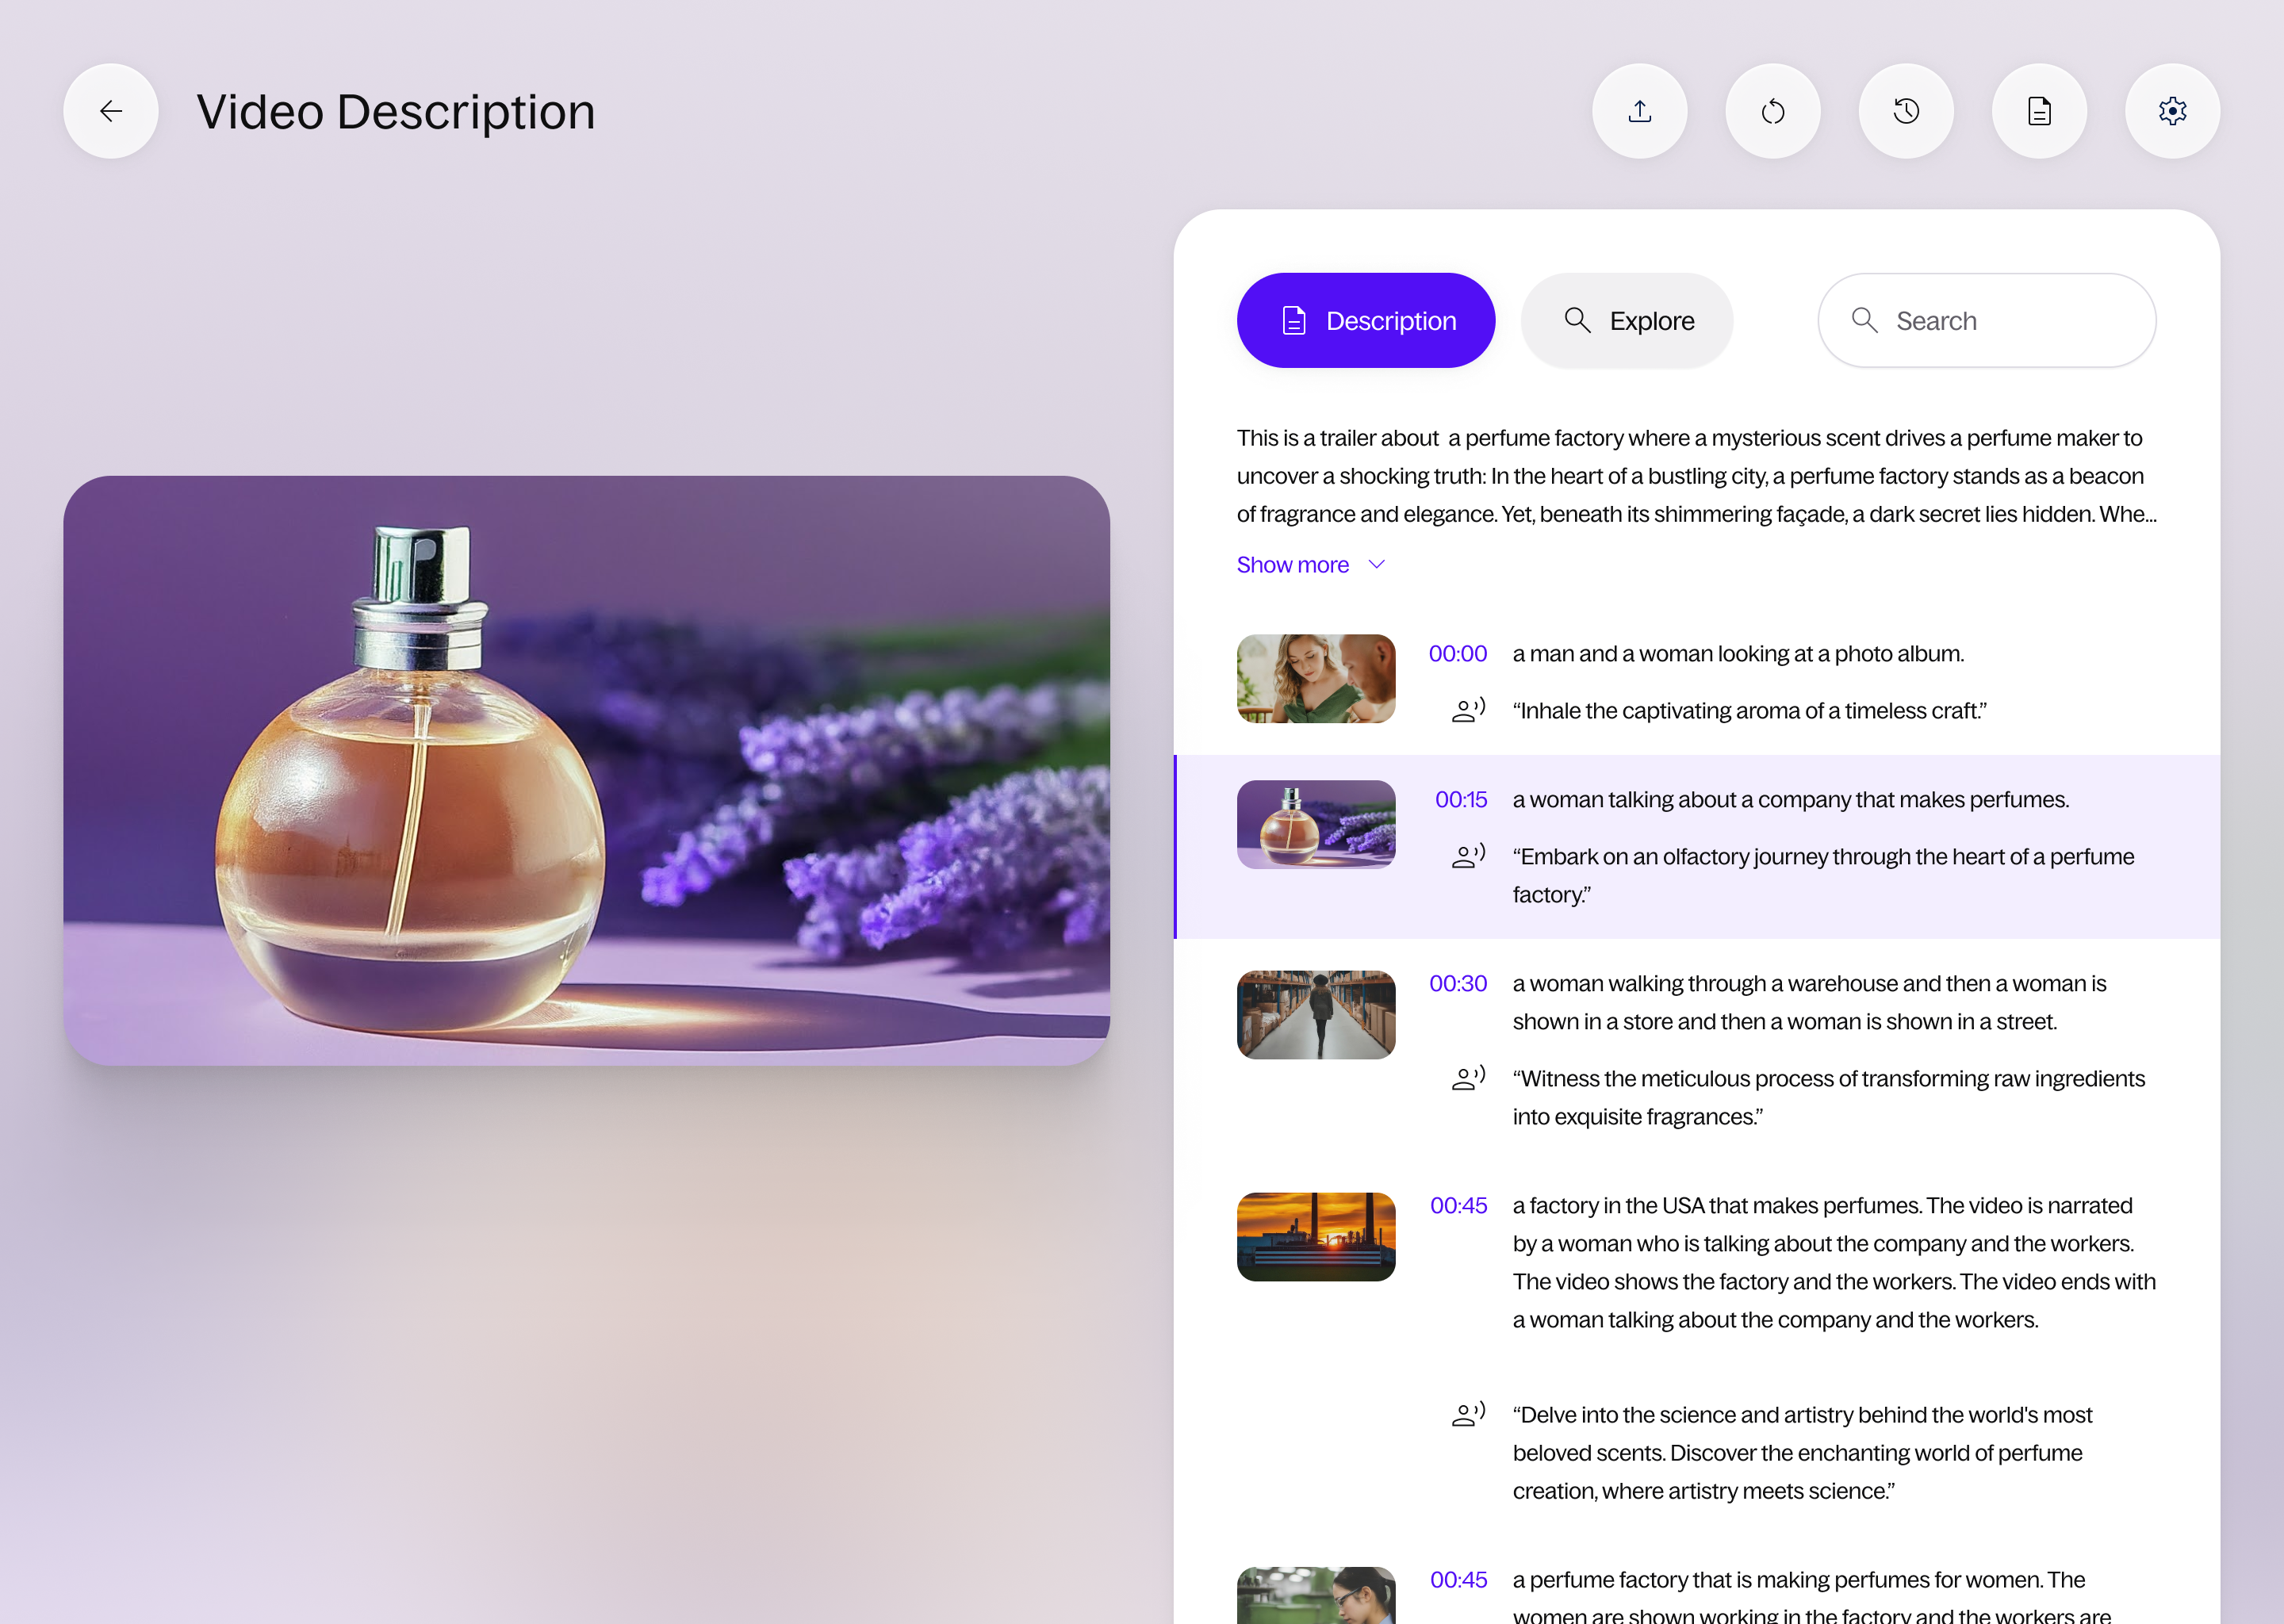 Video Description
Description
Explore
Search
This is a trailer about  a perfume factory where a mysterious scent drives a perfume maker to
uncover a shocking truth: In the heart of a bustling city, a perfume factory stands as a beacon
of fragrance and elegance. Yet, beneath its shimmering façade, a dark secret lies hidden. Whe...
Show more
00:00 a man and a woman looking at a photo album.
“Inhale the captivating aroma of a timeless craft.”
00:15 a woman talking about a company that makes perfumes.
“Embark on an olfactory journey through the heart of a perfume
factory.”
00:30 a woman walking through a warehouse and then a woman is
shown in a store and then a woman is shown in a street.
“Witness the meticulous process of transforming raw ingredients
into exquisite fragrances.”
00:45 a factory in the USA that makes perfumes. The video is narrated
by a woman who is talking about the company and the workers.
The video shows the factory and the workers. The video ends with
a woman talking about the company and the workers.
“Delve into the science and artistry behind the world's most
beloved scents. Discover the enchanting world of perfume
creation, where artistry meets science.”
00:45 a perfume factory that is making perfumes for women. The
women are shown working in the factory and the workers are